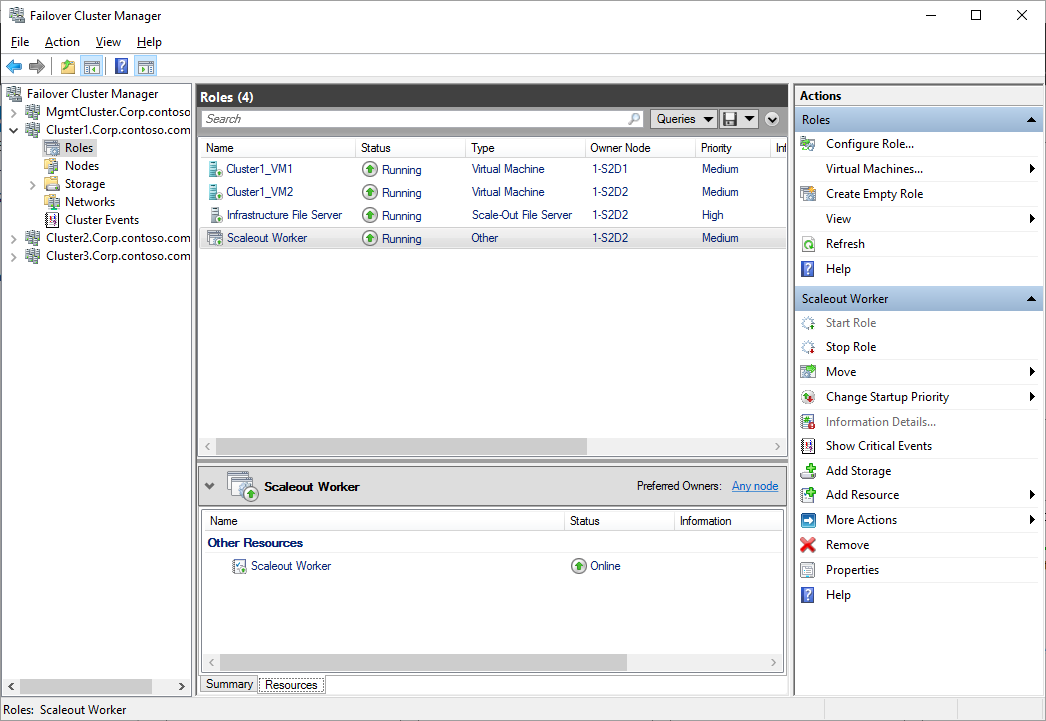 Failover Cluster Manager
File Action View Help
Failover Cluster Manager
MgmtCluster.Corp.contoso
Cluster1.Corp.contoso.com
Roles
Nodes
Storage
Networks
Cluster Events
Cluster2.Corp.contoso.com
Cluster3.Corp.contoso.com
Roles (4)
Search Queries
Name Status Type Owner Node Priority Inf
Cluster1_VM1 Running Virtual Machine 1-S2D1 Medium
Cluster1_VM2 Running Virtual Machine 1-S2D2 Medium
Infrastructure File Server Running Scale-Out File Server 1-S2D2 High
Scaleout Worker Running Other 1-S2D2 Medium
Scaleout Worker Preferred Owners: Any node
Name Status Information
Other Resources
Scaleout Worker Online
Summary Resources
Actions
Roles
Configure Role...
Virtual Machines...
Create Empty Role
View
Refresh
Help
Scaleout Worker
Start Role
Stop Role
Move
Change Startup Priority
Information Details...
Show Critical Events
Add Storage
Add Resource
More Actions
Remove
Properties
Help
Roles: Scaleout Worker